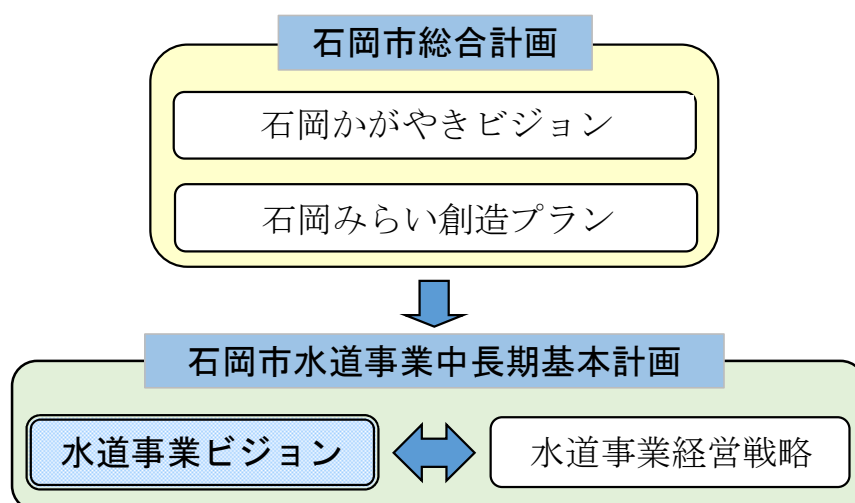 石岡市総合計画
石岡かがやきビジョン
石岡みらい創造プラン
石岡市水道事業中長期基本計画
水道事業ビジョン
水道事業経営戦略